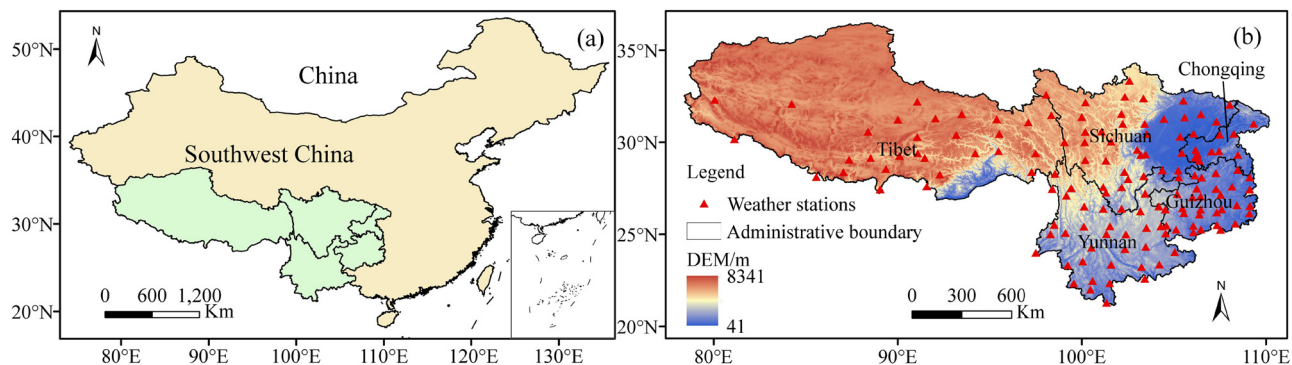 N
(a)
50°N
China
40°N
Southwest China
30°N
20°N
0 600 1,200
Km
80°E 90°E 100°E 110°E 120°E 130°E
(b)
35°N
Chongqing
30°N
Tibet
Sichuan
Legend
Weather stations
Guizhou
Administrative boundary
25°N
Yunnan
DEM/m
8341
41
0 300 600
Km
N
20°N
80°E 90°E 100°E 110°E